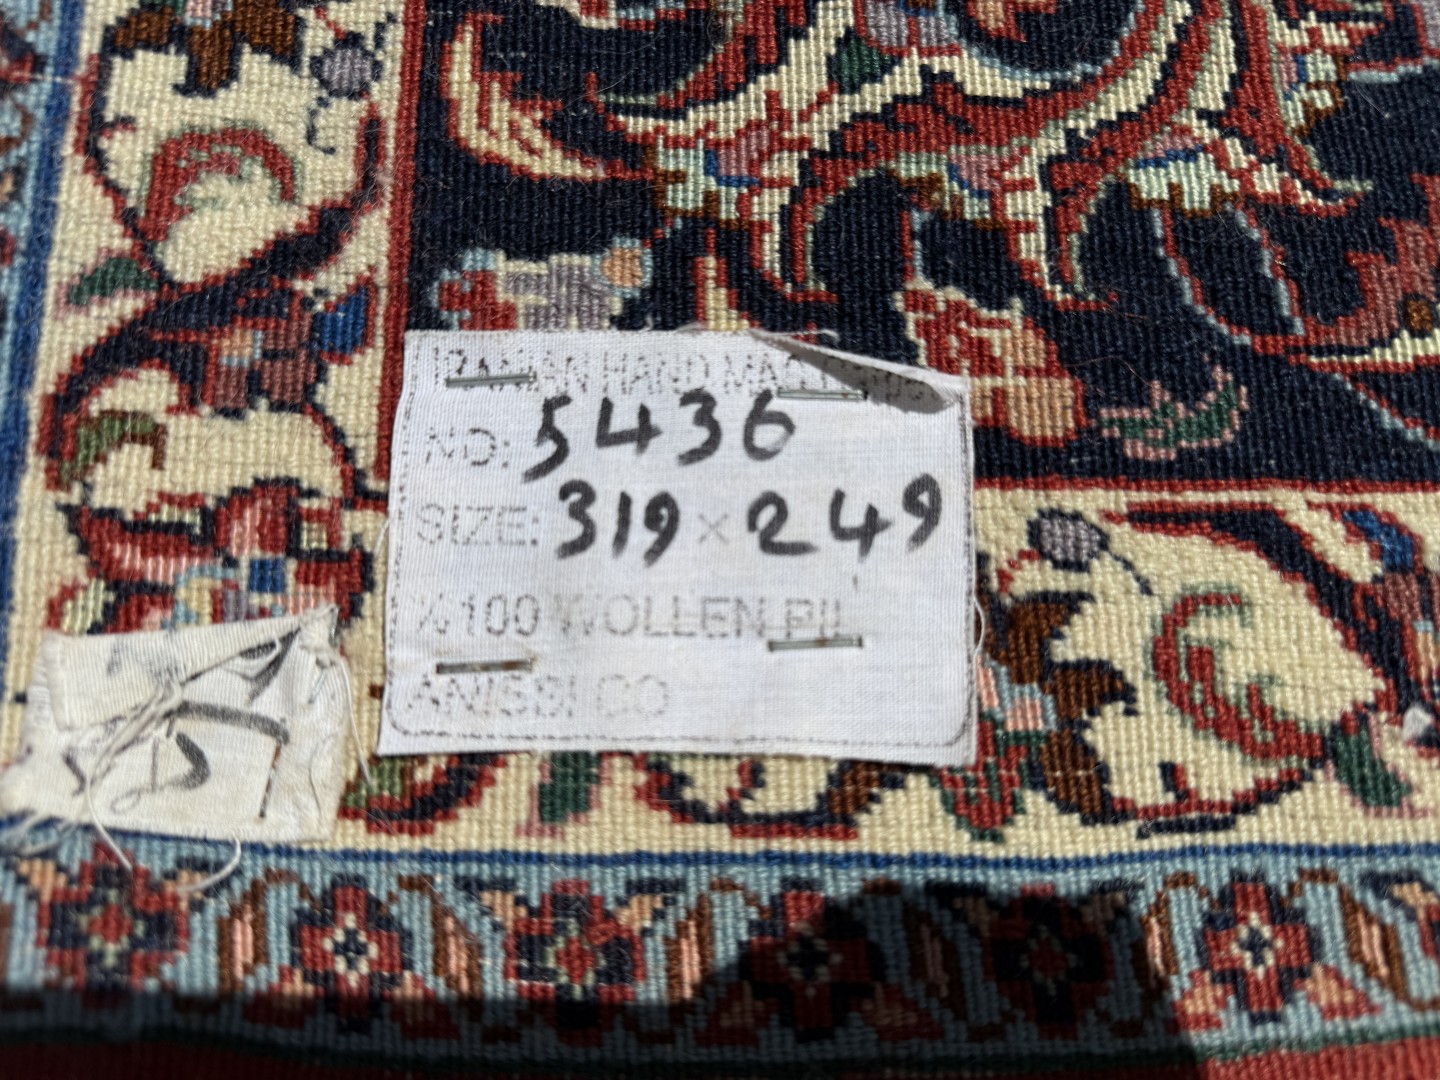 IRANIAN HAND MADE
NO: 5436
SIZE: 319 × 249
% 100 WOLLEN PIL
ANISSI CO